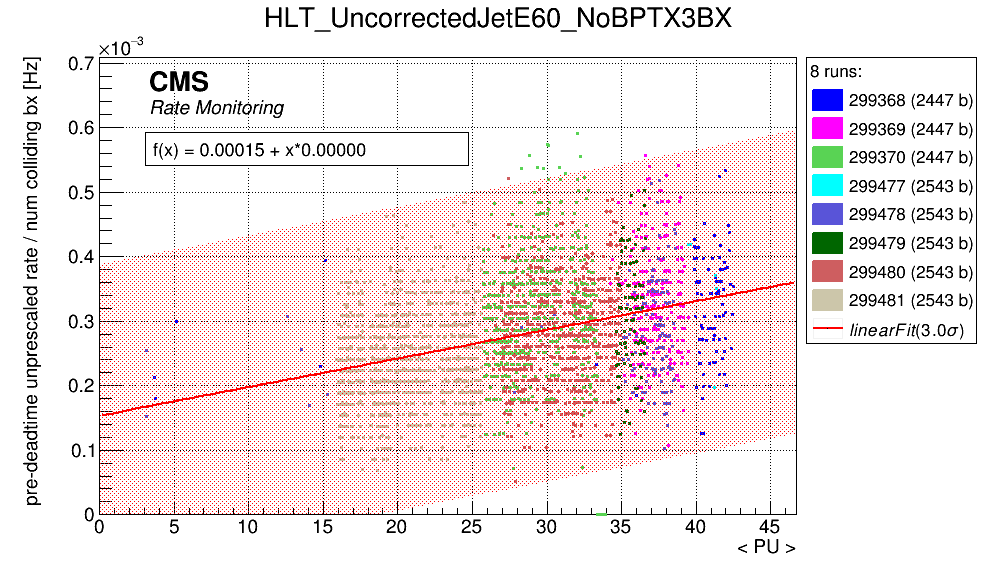 HLT_UncorrectedJetE60_NoBPTX3BX
×10⁻³
pre-deadtime unprescaled rate / num colliding bx [Hz]
0.7
0.6
0.5
0.4
0.3
0.2
0.1
0
CMS
Rate Monitoring
f(x) = 0.00015 + x*0.00000
0 5 10 15 20 25 30 35 40 45
< PU >
8 runs:
299368 (2447 b)
299369 (2447 b)
299370 (2447 b)
299477 (2543 b)
299478 (2543 b)
299479 (2543 b)
299480 (2543 b)
299481 (2543 b)
linearFit(3.0σ)